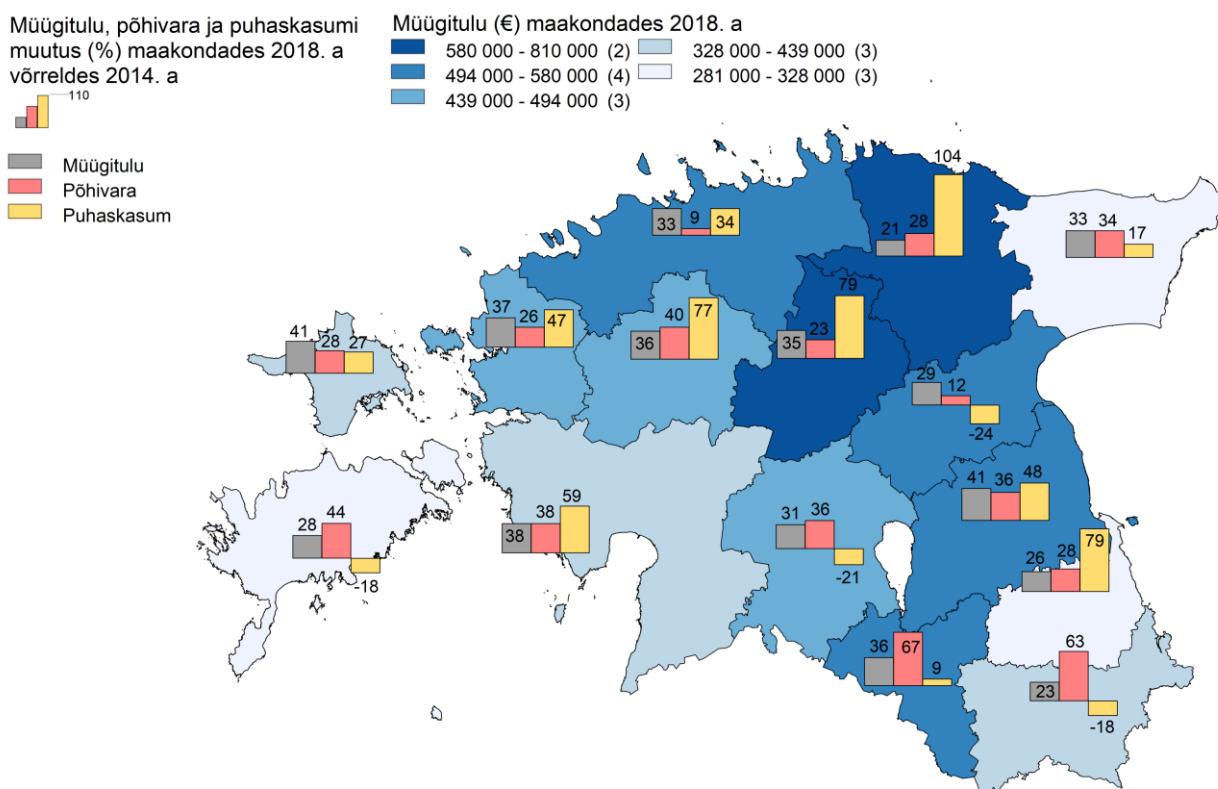 Müügitulu, põhivara ja puhaskasumi
muutus (%) maakondades 2018. a
võrreldes 2014. a
110
Müügitulu
Põhivara
Puhaskasum
Müügitulu (€) maakondades 2018. a
580 000 - 810 000 (2)
494 000 - 580 000 (4)
439 000 - 494 000 (3)
328 000 - 439 000 (3)
281 000 - 328 000 (3)
33 9 34
21 28 104
33 34 17
37 26 47
36 40 77
35 23 79
41 28 27
29 12 -24
28 44 -18
38 38 59
31 36 -21
41 36 48
26 28 79
36 67 9
23 63 -18